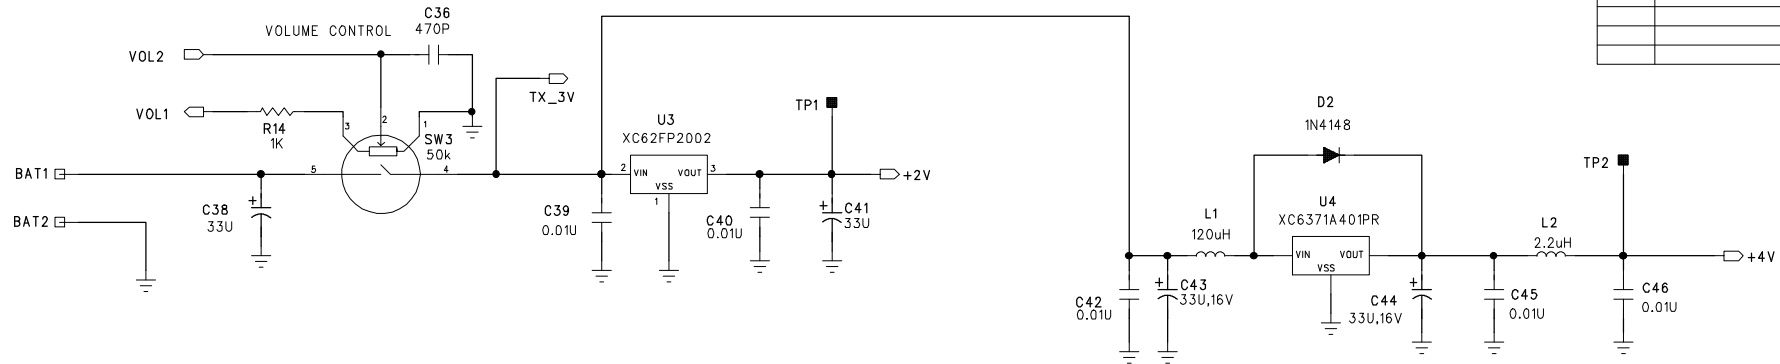 C36
470P
VOLUME CONTROL
VOL2
TX_3V
VOL1
R14
1K
3
2
1
SW3
50k
U3
XC62FP2002
TP1
D2
1N4148
BAT1
5
4
2
VIN
VOUT
3
VSS
1
+2V
TP2
C38
33U
+
BAT2
C39
0.01U
C40
0.01U
+
C41
33U
L1
120uH
U4
XC6371A401PR
VIN
VOUT
VSS
L2
2.2uH
+4V
C42
0.01U
+
C43
33U,16V
+
C44
33U,16V
C45
0.01U
C46
0.01U